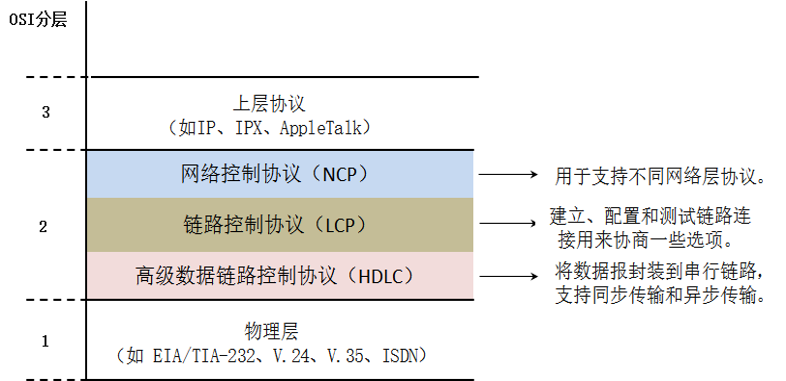 OSI分层
3
上层协议
（如IP、IPX、AppleTalk）
2
网络控制协议（NCP）
用于支持不同网络层协议。
链路控制协议（LCP）
建立、配置和测试链路连
接用来协商一些选项。
高级数据链路控制协议（HDLC）
将数据报封装到串行链路，
支持同步传输和异步传输。
1
物理层
（如 EIA/TIA-232、V.24、V.35、ISDN）